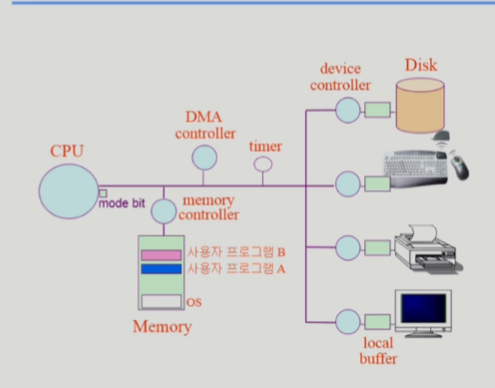 device
controller
Disk
DMA
controller
timer
CPU
mode bit
memory
controller
사용자 프로그램 B
사용자 프로그램 A
OS
Memory
local
buffer